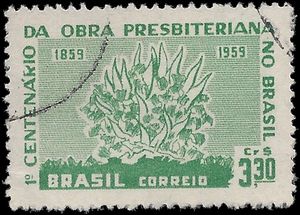 1º CENTENÁRIO DA OBRA PRESBITERIANA NO BRASIL
1859 1959
Cr $
3,30
BRASIL CORREIO